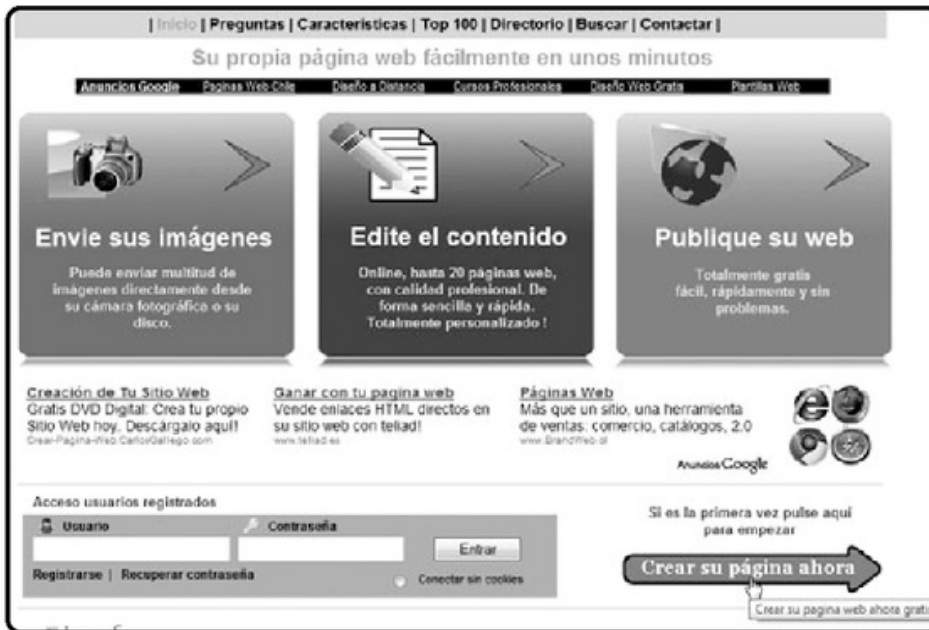 | Inicio | Preguntas | Características | Top 100 | Directorio | Buscar | Contactar |
Su propia página web fácilmente en unos minutos
Anuncios Google Paginas Web Chile Diseño a Distancia Cursos Profesionales Diseño Web Gratis Plantillas Web
Envie sus imágenes
Puede enviar multitud de
imágenes directamente desde
su cámara fotográfica o su
disco.
Edite el contenido
Online, hasta 20 páginas web,
con calidad profesional. De
forma sencilla y rápida.
Totalmente personalizado !
Publique su web
Totalmente gratis
fácil, rápidamente y sin
problemas.
Creación de Tu Sitio Web
Gratis DVD Digital: Crea tu propio
Sitio Web hoy. Descárgalo aquí!
Crear-Pagina-Web.CarlosGallego.com
Ganar con tu pagina web
Vende enlaces HTML directos en
su sitio web con teliad!
www.teliad.es
Páginas Web
Más que un sitio, una herramienta
de ventas: comercio, catálogos, 2.0
www.BrandWeb.cl
Anuncios Google
Acceso usuarios registrados
Usuario
Contraseña
Entrar
Registrarse | Recuperar contraseña
Conectar sin cookies
Si es la primera vez pulse aquí
para empezar
Crear su página ahora
Crear su pagina web ahora gratis